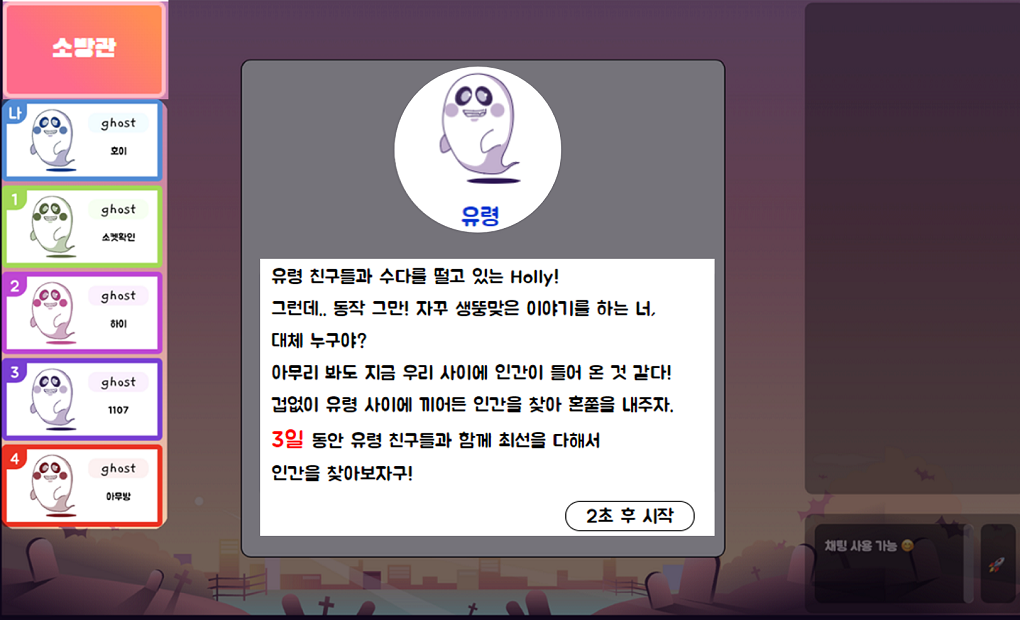 소방관
나
ghost
호이
1
ghost
소켓확인
2
ghost
하이
3
ghost
1107
4
ghost
아무방
유령
유령 친구들과 수다를 떨고 있는 Holly!
그런데.. 동작 그만! 자꾸 생뚱맞은 이야기를 하는 너,
대체 누구야?
아무리 봐도 지금 우리 사이에 인간이 들어 온 것 같다!
겁없이 유령 사이에 끼어든 인간을 찾아 혼쭐을 내주자.
3일 동안 유령 친구들과 함께 최선을 다해서
인간을 찾아보자구!
2초 후 시작
채팅 사용 가능 😊